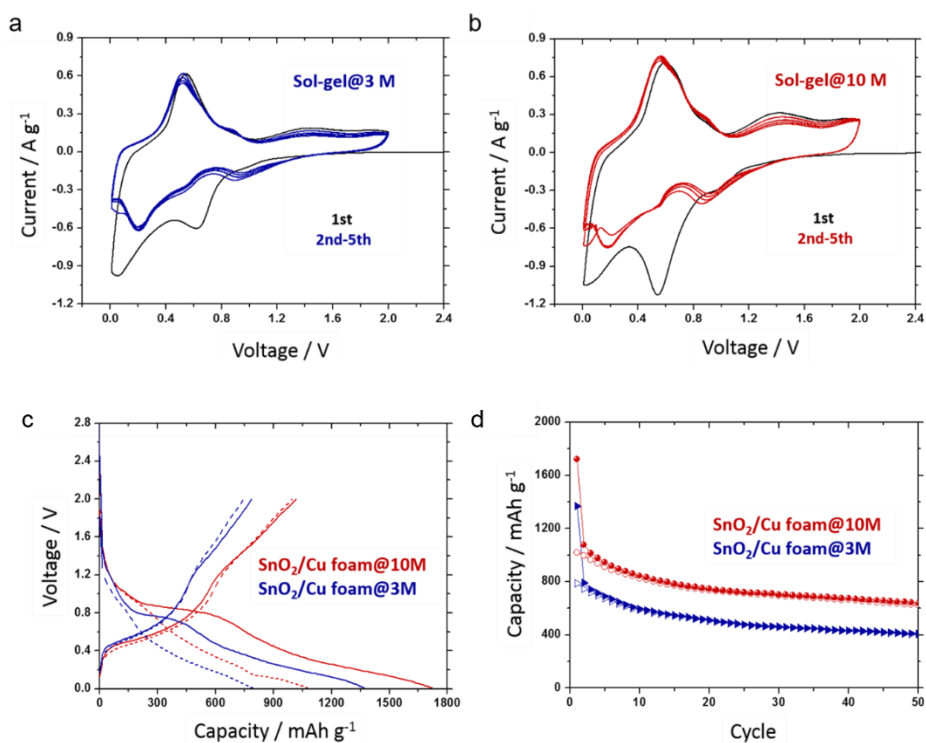 a
0.9
0.6
0.3
0.0
-0.3
-0.6
-0.9
-1.2
Current / A g-1
Sol-gel@3 M
1st
2nd-5th
0.0 0.4 0.8 1.2 1.6 2.0 2.4
Voltage / V
b
0.9
0.6
0.3
0.0
-0.3
-0.6
-0.9
-1.2
Current / A g-1
Sol-gel@10 M
1st
2nd-5th
0.0 0.4 0.8 1.2 1.6 2.0 2.4
Voltage / V
c
2.8
2.4
2.0
1.6
1.2
0.8
0.4
0.0
Voltage / V
SnO2/Cu foam@10M
SnO2/Cu foam@3M
0 300 600 900 1200 1500 1800
Capacity / mAh g-1
d
2000
1600
1200
800
400
0
Capacity / mAh g-1
SnO2/Cu foam@10M
SnO2/Cu foam@3M
0 10 20 30 40 50
Cycle